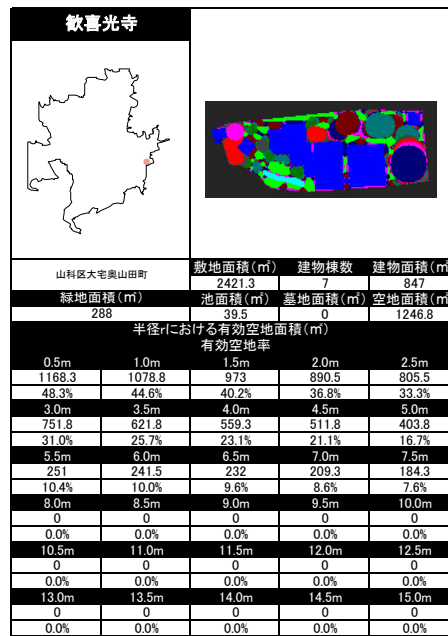 歓喜光寺
山科区大宅奥山田町 敷地面積(㎡) 建物棟数 建物面積(㎡)
2421.3 7 847
緑地面積(㎡) 池面積(㎡) 墓地面積(㎡) 空地面積(㎡)
288 39.5 0 1246.8
半径rにおける有効空地面積(㎡)
有効空地率
0.5m 1.0m 1.5m 2.0m 2.5m
1168.3 1078.8 973 890.5 805.5
48.3% 44.6% 40.2% 36.8% 33.3%
3.0m 3.5m 4.0m 4.5m 5.0m
751.8 621.8 559.3 511.8 403.8
31.0% 25.7% 23.1% 21.1% 16.7%
5.5m 6.0m 6.5m 7.0m 7.5m
251 241.5 232 209.3 184.3
10.4% 10.0% 9.6% 8.6% 7.6%
8.0m 8.5m 9.0m 9.5m 10.0m
0 0 0 0 0
0.0% 0.0% 0.0% 0.0% 0.0%
10.5m 11.0m 11.5m 12.0m 12.5m
0 0 0 0 0
0.0% 0.0% 0.0% 0.0% 0.0%
13.0m 13.5m 14.0m 14.5m 15.0m
0 0 0 0 0
0.0% 0.0% 0.0% 0.0% 0.0%